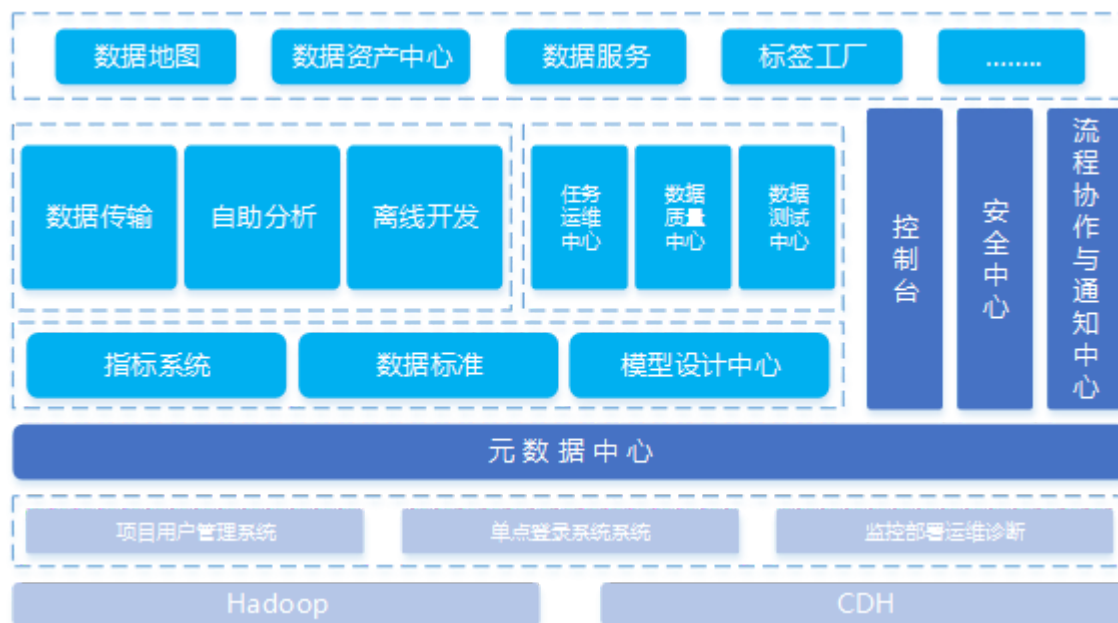 数据地图
数据资产中心
数据服务
标签工厂
........
数据传输
自助分析
离线开发
任务
运维
中心
数据
质量
中心
数据
测试
中心
控制台
安全中心
流程协作与通知中心
指标系统
数据标准
模型设计中心
元数据中心
项目用户管理系统
单点登录系统系统
监控部署运维诊断
Hadoop
CDH